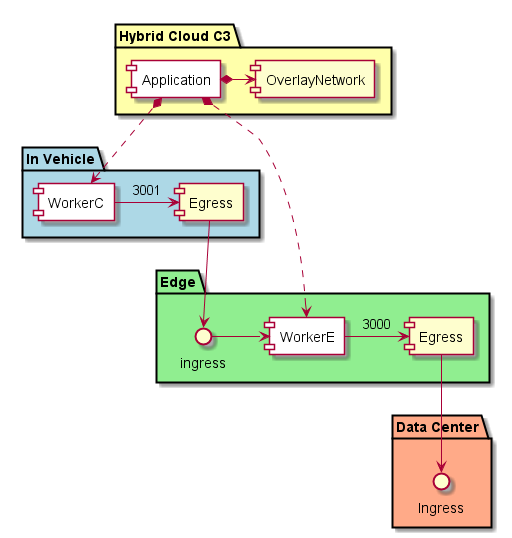 Hybrid Cloud C3
Application
OverlayNetwork
In Vehicle
WorkerC
3001
Egress
Edge
ingress
WorkerE
3000
Egress
Data Center
Ingress